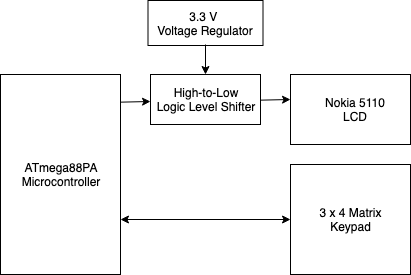 3.3 V
Voltage Regulator
High-to-Low
Logic Level Shifter
Nokia 5110
LCD
ATmega88PA
Microcontroller
3 x 4 Matrix
Keypad